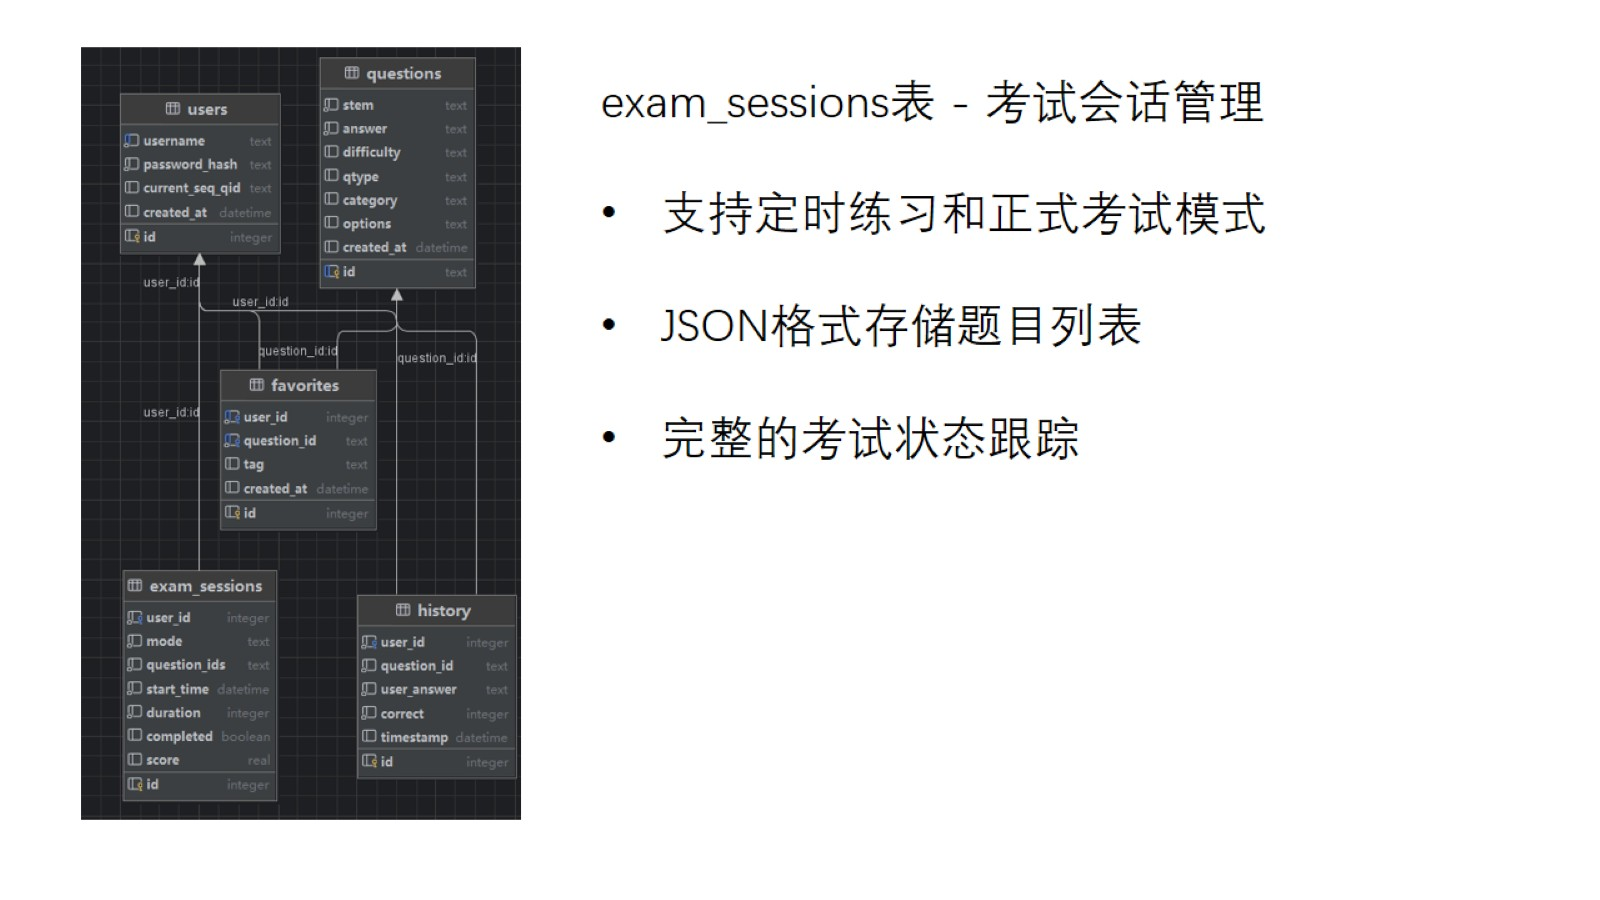 users
username text
password_hash text
current_seq_qid text
created_at datetime
id integer
questions
stem text
answer text
difficulty text
qtype text
category text
options text
created_at datetime
id text
user_id:id
user_id:id
question_id:id
question_id:id
user_id:id
favorites
user_id integer
question_id text
tag text
created_at datetime
id integer
exam_sessions
user_id integer
mode text
question_ids text
start_time datetime
duration integer
completed boolean
score real
id integer
history
user_id integer
question_id text
user_answer text
correct integer
timestamp datetime
id integer
exam_sessions表 - 考试会话管理
• 支持定时练习和正式考试模式
• JSON格式存储题目列表
• 完整的考试状态跟踪